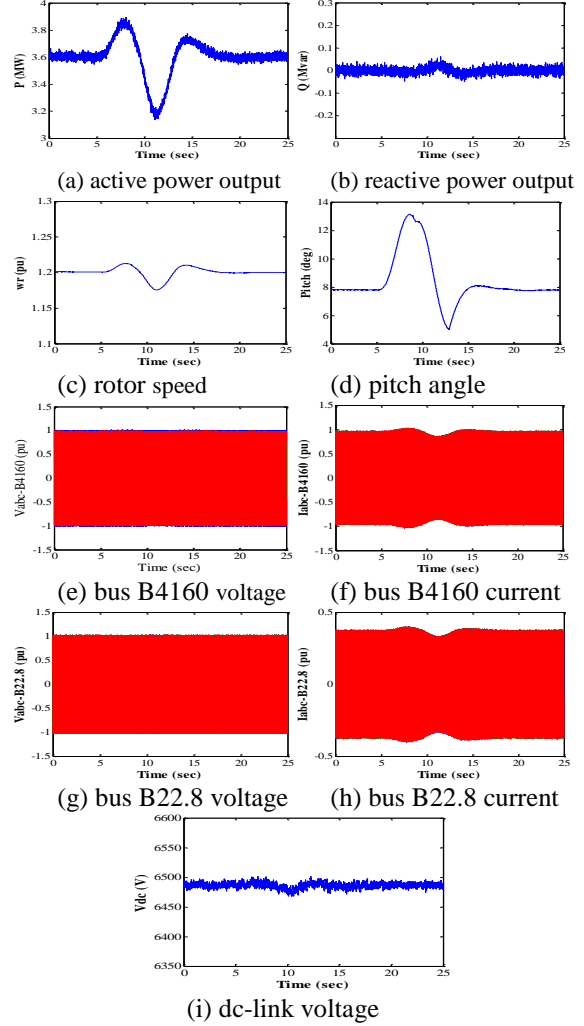 4
3.8
3.6
3.4
3.2
3
P (MW)
0 5 10 15 20 25
Time (sec)
(a) active power output
0.3
0.2
0.1
0
-0.1
-0.2
Q (Mvar)
0 5 10 15 20 25
Time (sec)
(b) reactive power output
1.3
1.25
1.20
1.15
1.1
wr (pu)
0 5 10 15 20 25
Time (sec)
(c) rotor speed
14
12
10
8
6
4
Pitch (deg)
0 5 10 15 20 25
Time (sec)
(d) pitch angle
1.5
1
0.5
0
-0.5
-1
-1.5
Vabc-B4160 (pu)
0 5 10 15 20 25
Time (sec)
(e) bus B4160 voltage
1.5
1
0.5
0
-0.5
-1
-1.5
Iabc-B4160 (pu)
0 5 10 15 20 25
Time (sec)
(f) bus B4160 current
1.5
1
0.5
0
-0.5
-1
-1.5
Vabc-B22.8 (pu)
0 5 10 15 20 25
Time (sec)
(g) bus B22.8 voltage
0.5
0
-0.5
Iabc-B22.8 (pu)
0 5 10 15 20 25
Time (sec)
(h) bus B22.8 current
6600
6550
6500
6450
6400
6350
Vdc (V)
0 5 10 15 20 25
Time (sec)
(i) dc-link voltage